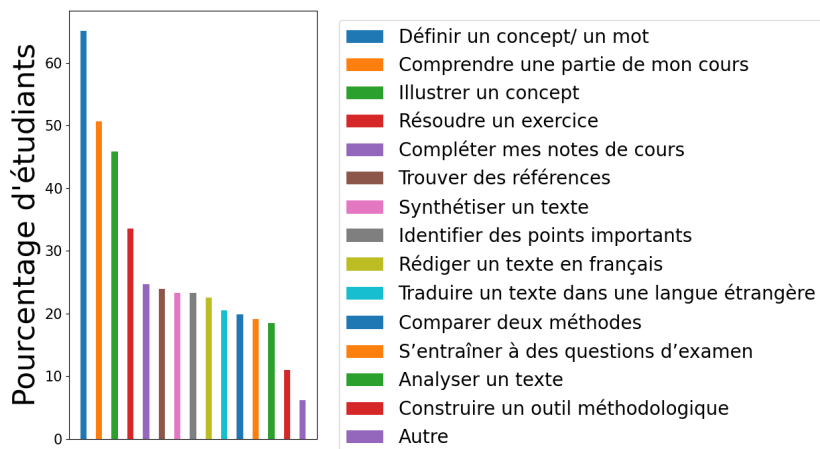 Pourcentage d'étudiants
60
50
40
30
20
10
0
Définir un concept/ un mot
Comprendre une partie de mon cours
Illustrer un concept
Résoudre un exercice
Compléter mes notes de cours
Trouver des références
Synthétiser un texte
Identifier des points importants
Rédiger un texte en français
Traduire un texte dans une langue étrangère
Comparer deux méthodes
S’entraîner à des questions d’examen
Analyser un texte
Construire un outil méthodologique
Autre